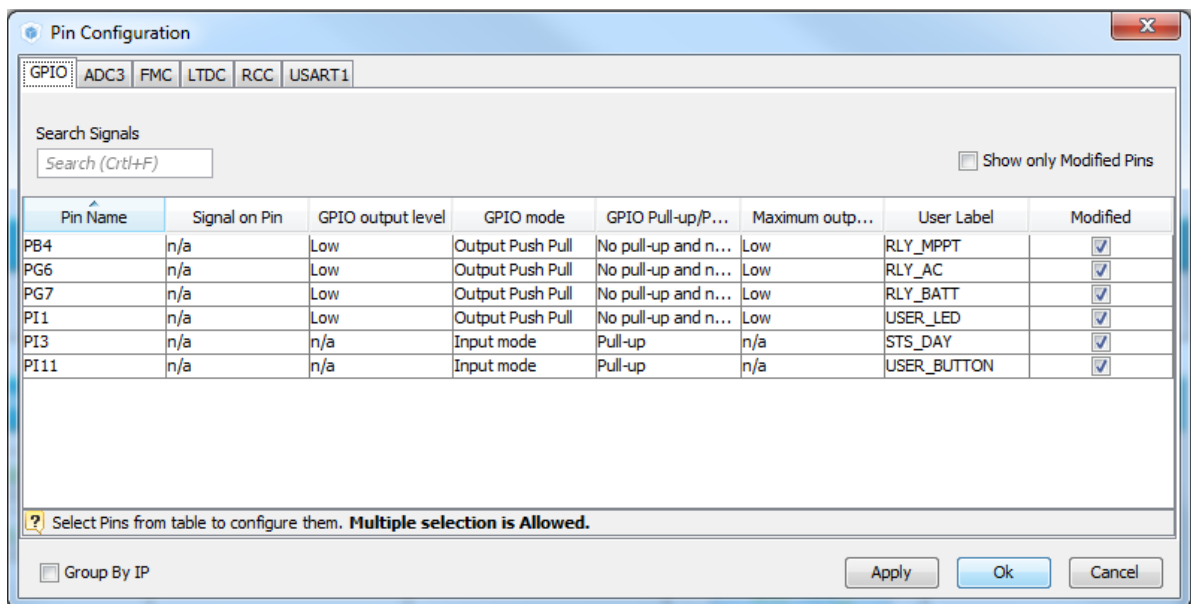 Pin Configuration
GPIO ADC3 FMC LTDC RCC USART1
Search Signals
Search (Crtl+F)
Show only Modified Pins
Pin Name Signal on Pin GPIO output level GPIO mode GPIO Pull-up/P... Maximum outp... User Label Modified
PB4 n/a Low Output Push Pull No pull-up and n... Low RLY_MPPT
PG6 n/a Low Output Push Pull No pull-up and n... Low RLY_AC
PG7 n/a Low Output Push Pull No pull-up and n... Low RLY_BATT
PI1 n/a Low Output Push Pull No pull-up and n... Low USER_LED
PI3 n/a n/a Input mode Pull-up n/a STS_DAY
PI11 n/a n/a Input mode Pull-up n/a USER_BUTTON
? Select Pins from table to configure them. Multiple selection is Allowed.
Group By IP Apply Ok Cancel